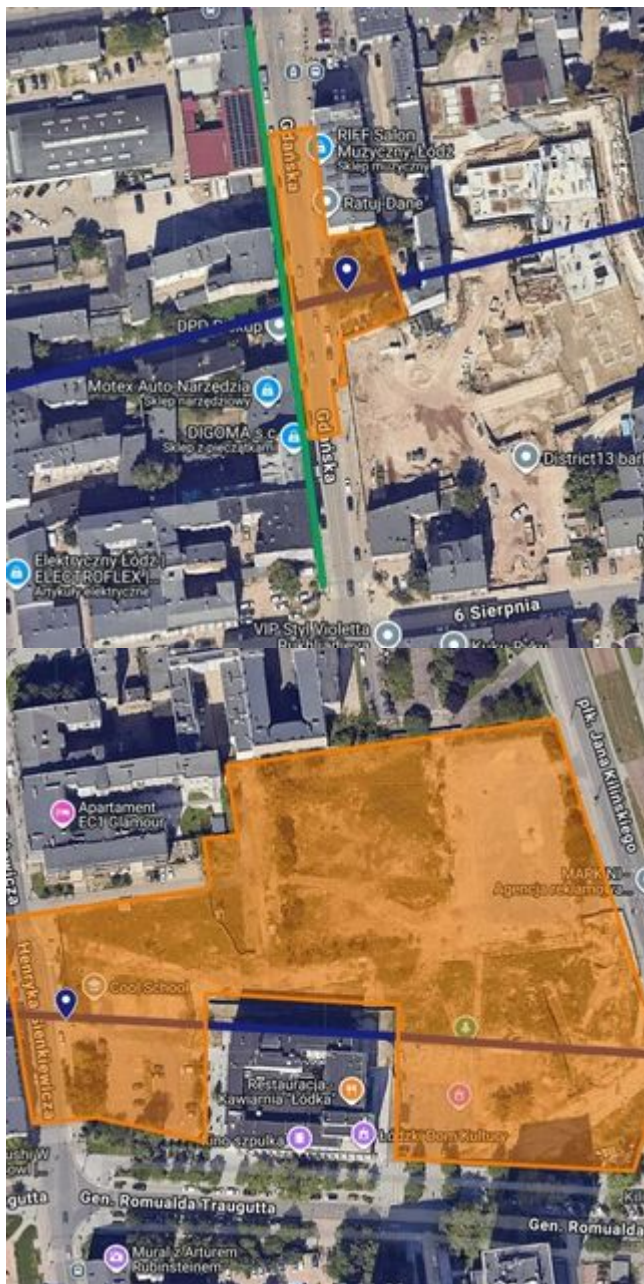 Gdańska
RIFF Salon
Muzyczny, Łódź
Sklep muzyczny
Ratuj-Dane
DPD
Motex Auto-Narzędzia
Sklep narzędziowy
DIGOMA s.c
Sklep z pieczątkami
Gdańska
District13
Elektryczny Łódź |
ELECTROFLEX |...
Artykuły elektryczne
6 Sierpnia
VIP Styl Violetta
plk. Jana Kilińskiego
Apartament
EC1 Glamour
MARK NI -
Agencja reklamowa...
Henryka Sienkiewicza
Cool School
Restauracja-
Kawiarnia "Łódka"
uno szpulka
Łódzki Dom Kultury
Gen. Romualda Traugutta
Gen. Romualda
Mural z Arturem
Rubinsteinem